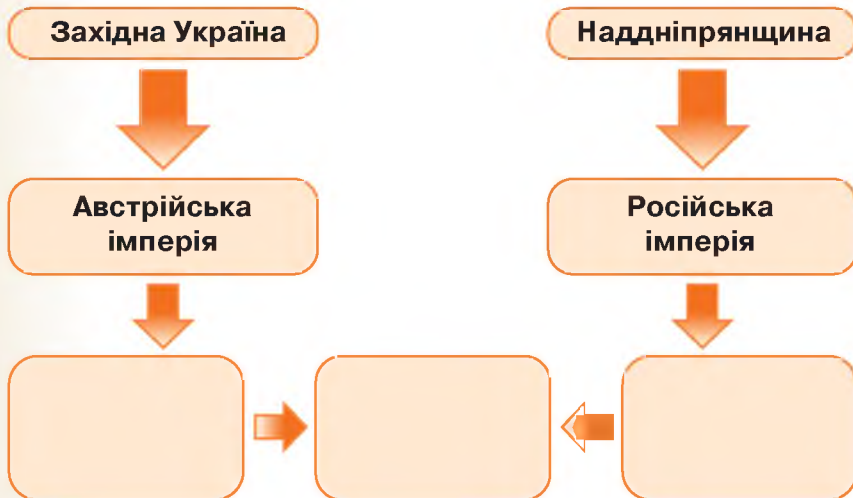 Західна Україна
Наддніпрянщина
Австрійська
імперія
Російська
імперія